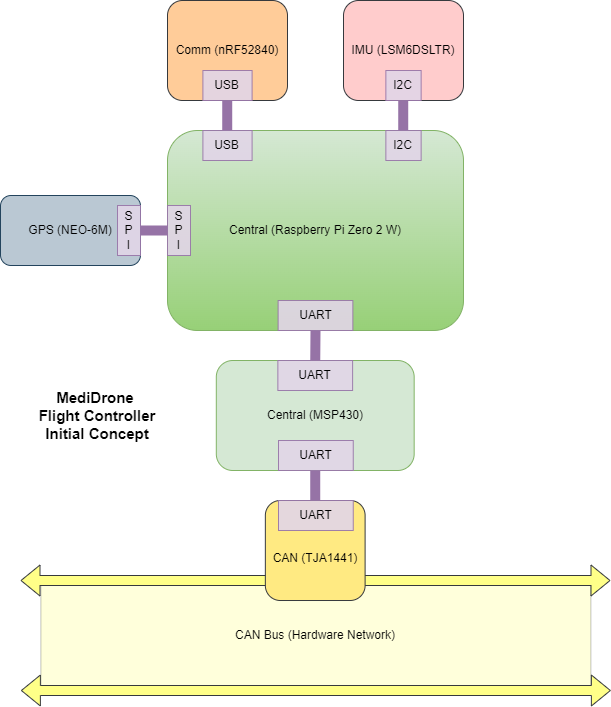 Comm (nRF52840)
IMU (LSM6DSLTR)
USB
I2C
USB
I2C
GPS (NEO-6M)
S
P
I
S
P
I
Central (Raspberry Pi Zero 2 W)
UART
UART
MediDrone
Flight Controller
Initial Concept
Central (MSP430)
UART
UART
CAN (TJA1441)
CAN Bus (Hardware Network)